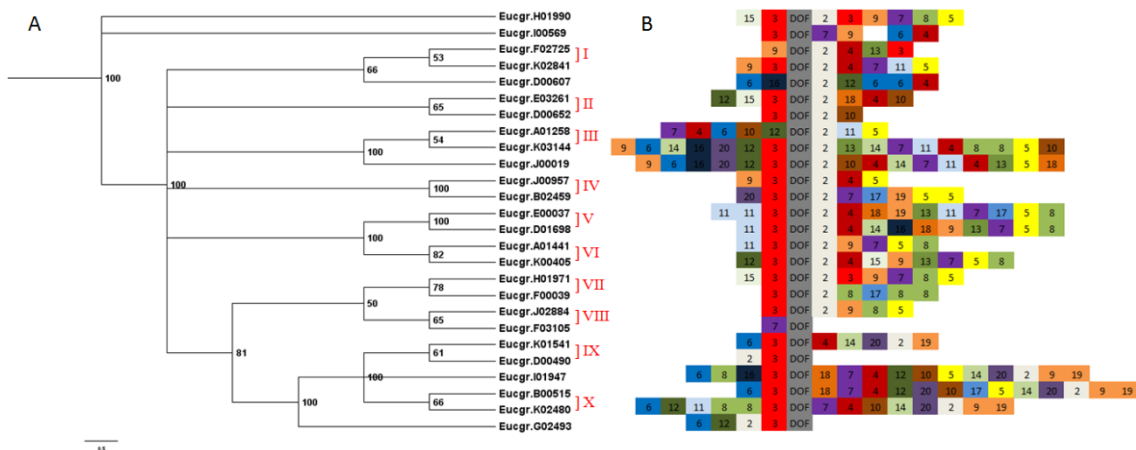 A
Eucgr.H01990
Eucgr.I00569
Eucgr.F02725
53
I
Eucgr.K02841
66
100
Eucgr.D00607
Eucgr.E03261
65
II
Eucgr.D00652
Eucgr.A01258
54
III
Eucgr.K03144
100
Eucgr.J00019
Eucgr.J00957
100
100
IV
Eucgr.B02459
Eucgr.E00037
100
V
Eucgr.D01698
100
Eucgr.A01441
82
VI
Eucgr.K00405
Eucgr.H01971
78
VII
Eucgr.F00039
50
Eucgr.J02884
65
VIII
Eucgr.F03105
81
Eucgr.K01541
61
IX
Eucgr.D00490
Eucgr.I01947
100
Eucgr.B00515
100
66
X
Eucgr.K02480
Eucgr.G02493
B
15 3 DOF 2 3 9 7 8 5
3 DOF 7 9 6 4
9 DOF 2 4 13 3
9 3 DOF 2 4 7 11 5
6 16 DOF 2 12 6 6 4
12 15 3 DOF 2 18 4 10
3 DOF 2 10
7 4 6 10 12 DOF 2 11 5
9 6 14 16 20 12 3 DOF 2 13 14 7 11 4 8 8 5 10
9 6 16 20 12 3 DOF 2 10 4 14 7 11 4 13 5 18
9 3 DOF 2 4 5
20 3 DOF 2 7 17 19 5 5
11 11 3 DOF 2 4 18 19 13 11 7 17 5 8
11 3 DOF 2 4 14 16 18 9 13 7 5 8
11 3 DOF 2 9 7 5 8
12 3 DOF 2 4 15 9 13 7 5 8
15 3 DOF 2 3 9 7 8 5
3 DOF 2 8 17 8 8
3 DOF 2 9 8 5
7 DOF
6 3 DOF 4 14 20 2 19
2 3 DOF
6 8 16 3 DOF 18 7 4 12 10 5 14 20 2 9 19
6 3 DOF 18 7 4 12 20 10 17 5 14 20 2 9 19
6 12 11 8 8 3 DOF 7 4 10 14 20 2 9 19
6 12 2 3 DOF